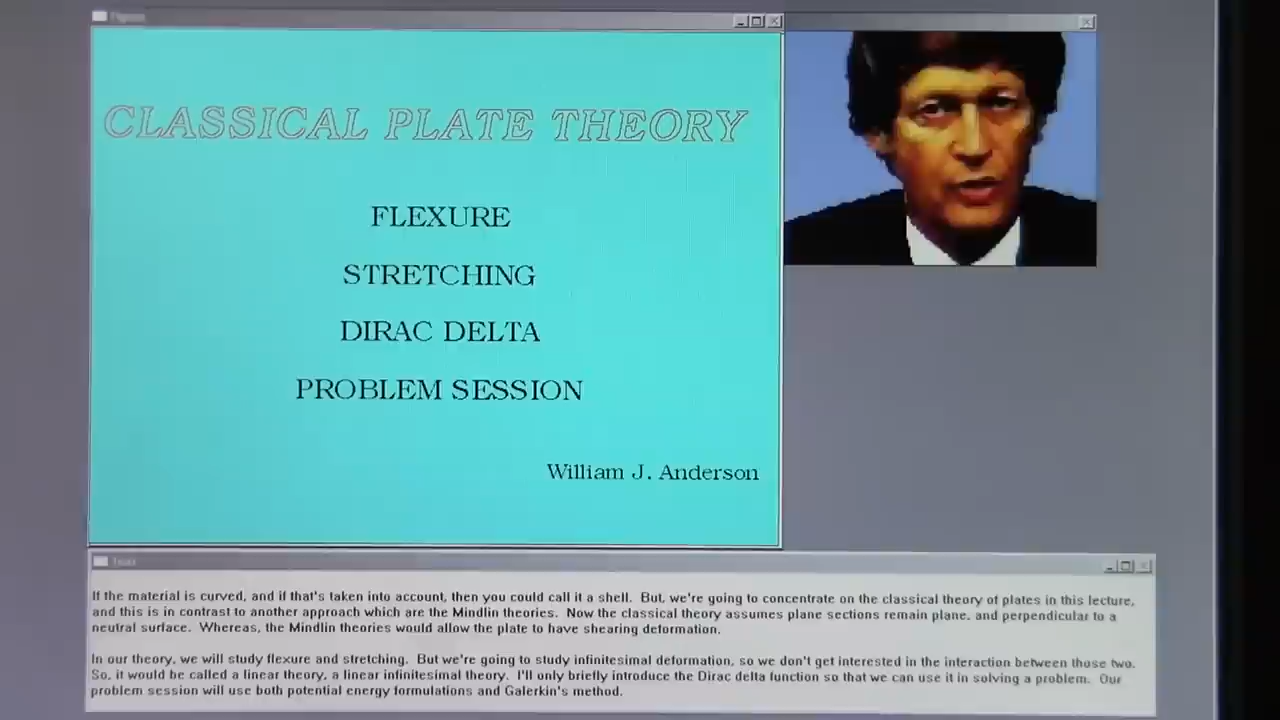 CLASSICAL PLATE THEORY
FLEXURE
STRETCHING
DIRAC DELTA
PROBLEM SESSION
William J. Anderson
Text
If the material is curved, and if that's taken into account, then you could call it a shell. But, we're going to concentrate on the classical theory of plates in this lecture,
and this is in contrast to another approach which are the Mindlin theories. Now the classical theory assumes plane sections remain plane, and perpendicular to a
neutral surface. Whereas, the Mindlin theories would allow the plate to have shearing deformation.
In our theory, we will study flexure and stretching. But we're going to study infinitesimal deformation, so we don't get interested in the interaction between those two.
So, it would be called a linear theory, a linear infinitesimal theory. I'll only briefly introduce the Dirac delta function so that we can use it in solving a problem. Our
problem session will use both potential energy formulations and Galerkin's method.